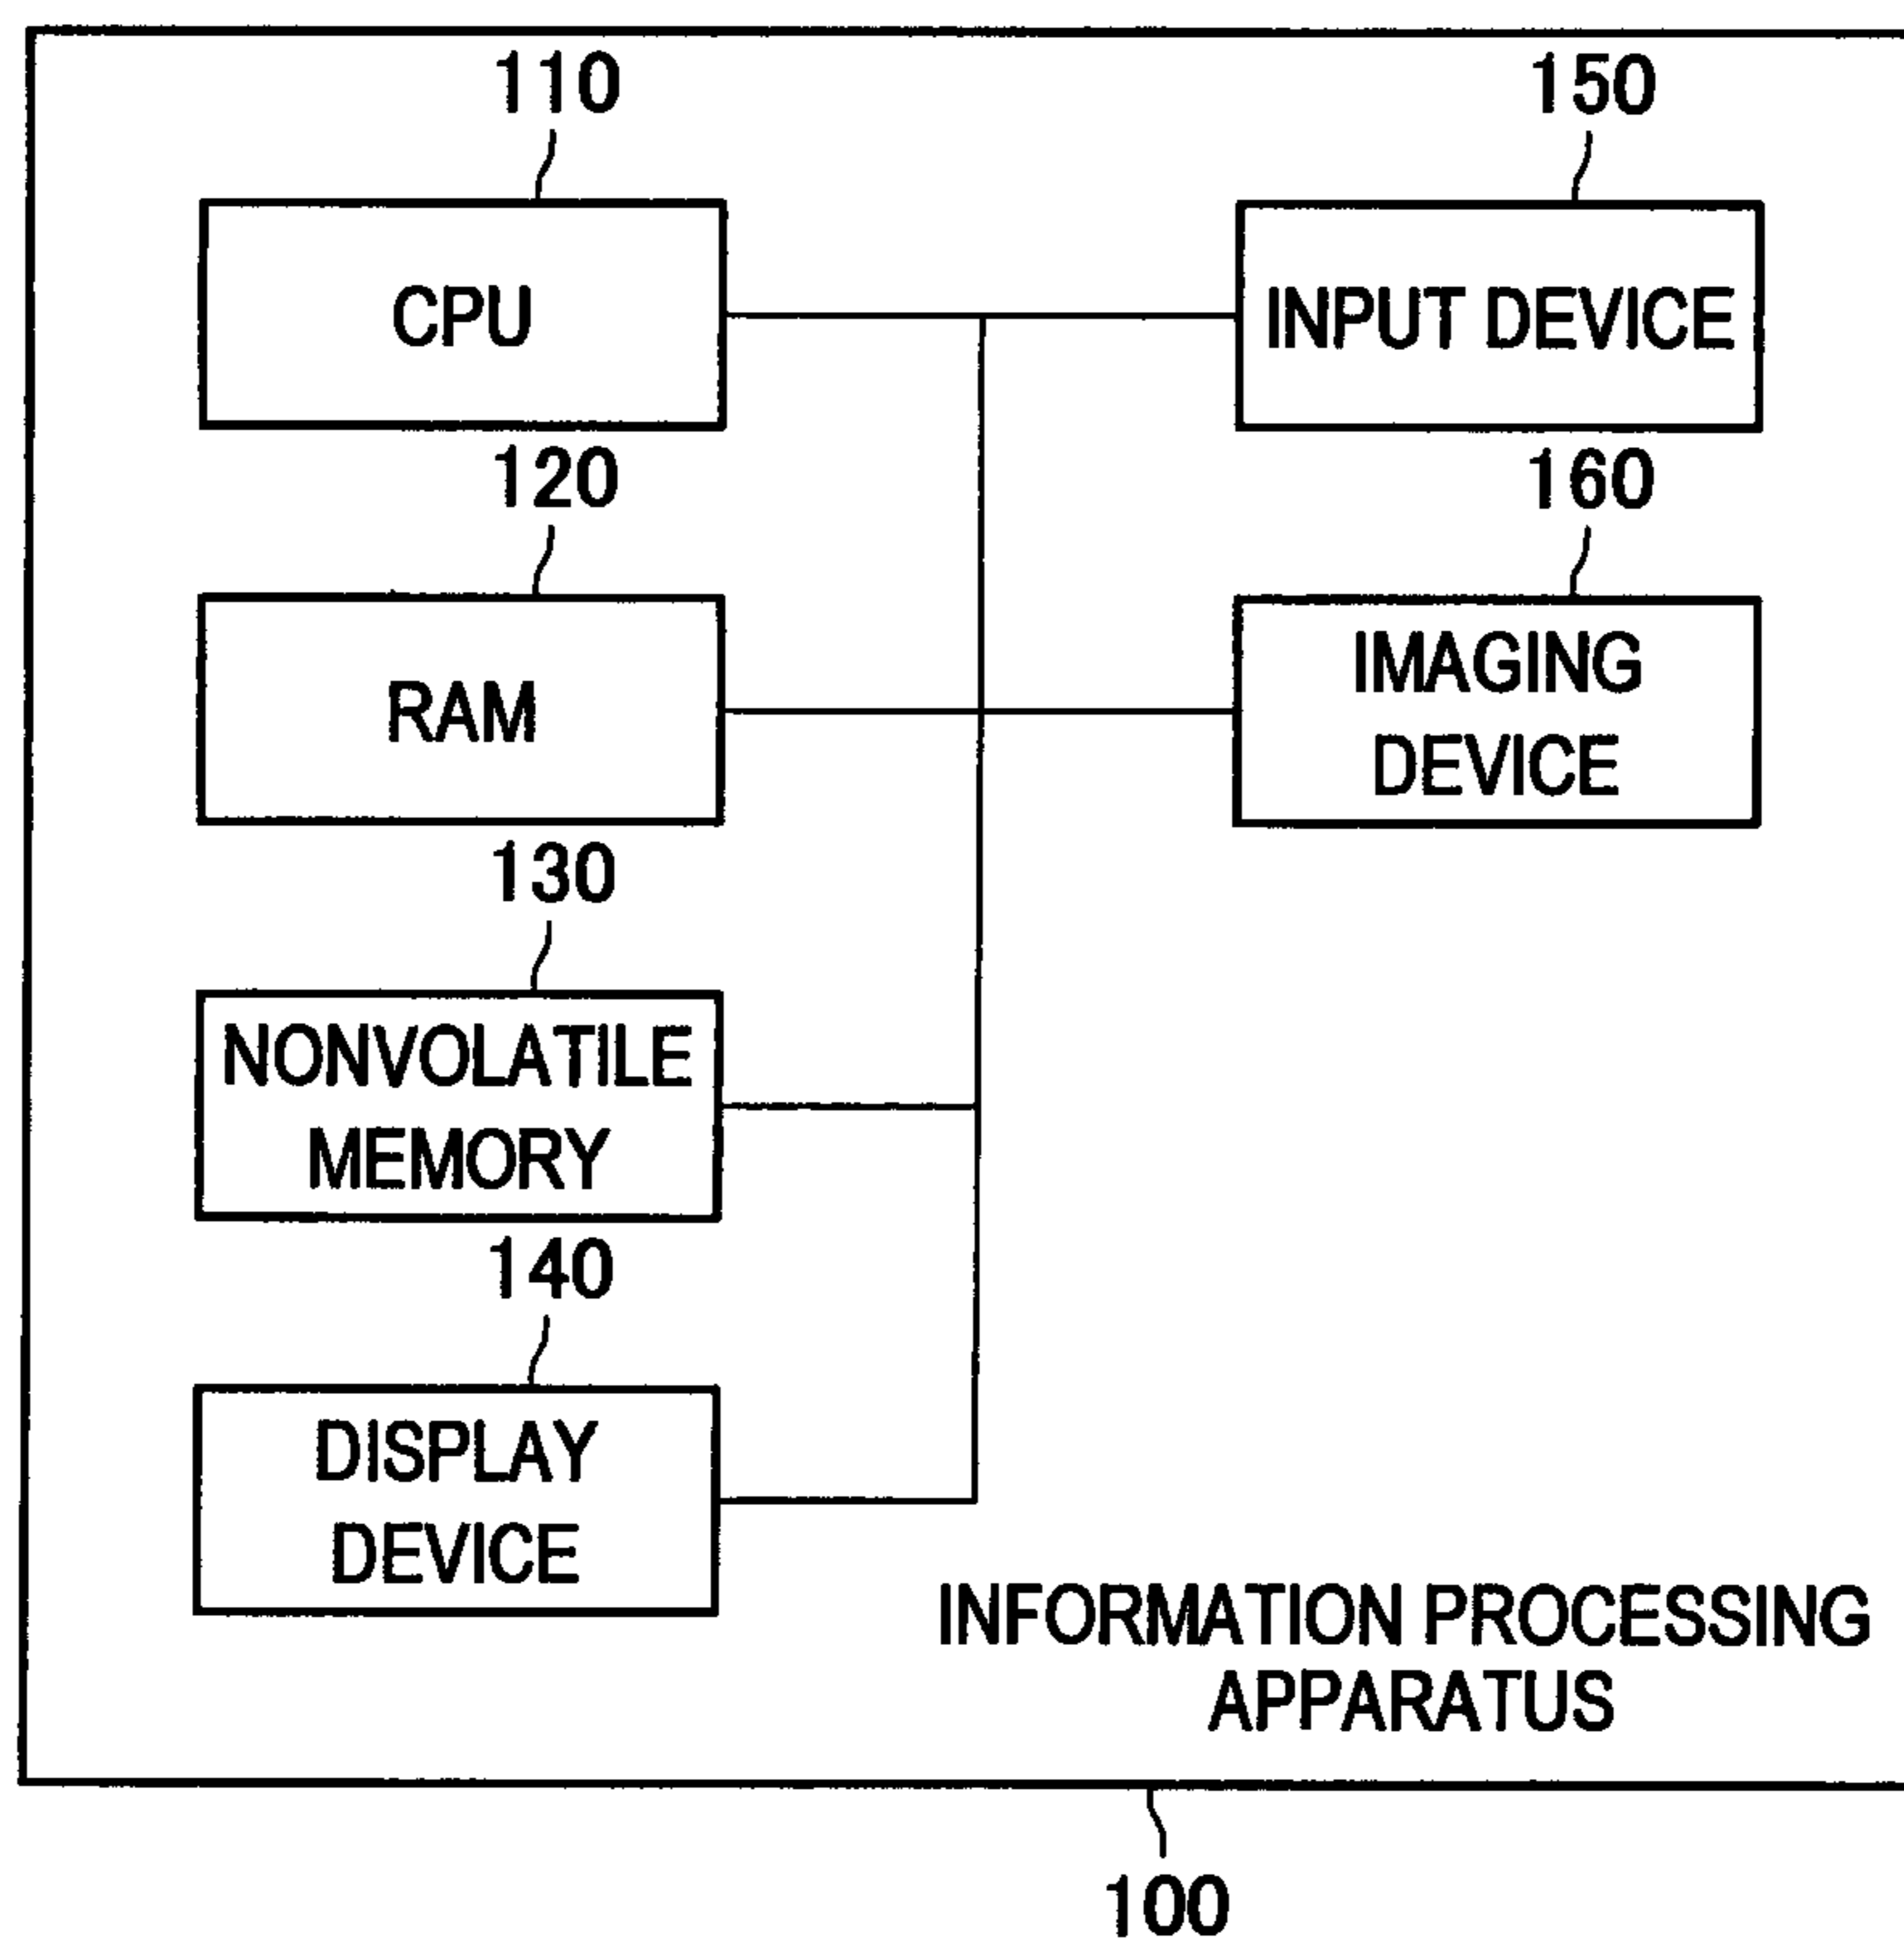 110
CPU
120
RAM
130
NONVOLATILE
MEMORY
140
DISPLAY
DEVICE
150
INPUT DEVICE
160
IMAGING
DEVICE
INFORMATION PROCESSING
APPARATUS
100